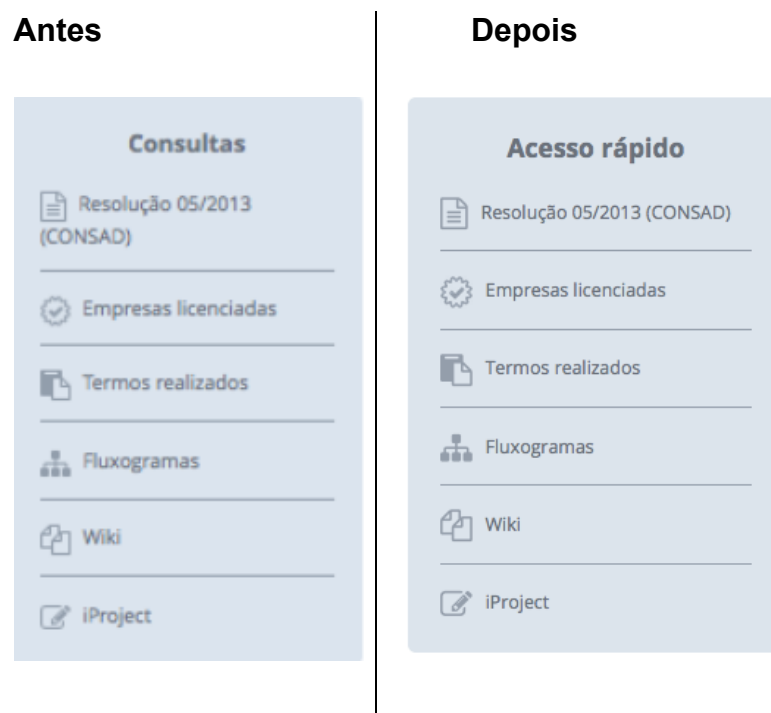 Antes
Consultas
Resolução 05/2013
(CONSAD)
Empresas licenciadas
Termos realizados
Fluxogramas
Wiki
iProject
Depois
Acesso rápido
Resolução 05/2013 (CONSAD)
Empresas licenciadas
Termos realizados
Fluxogramas
Wiki
iProject